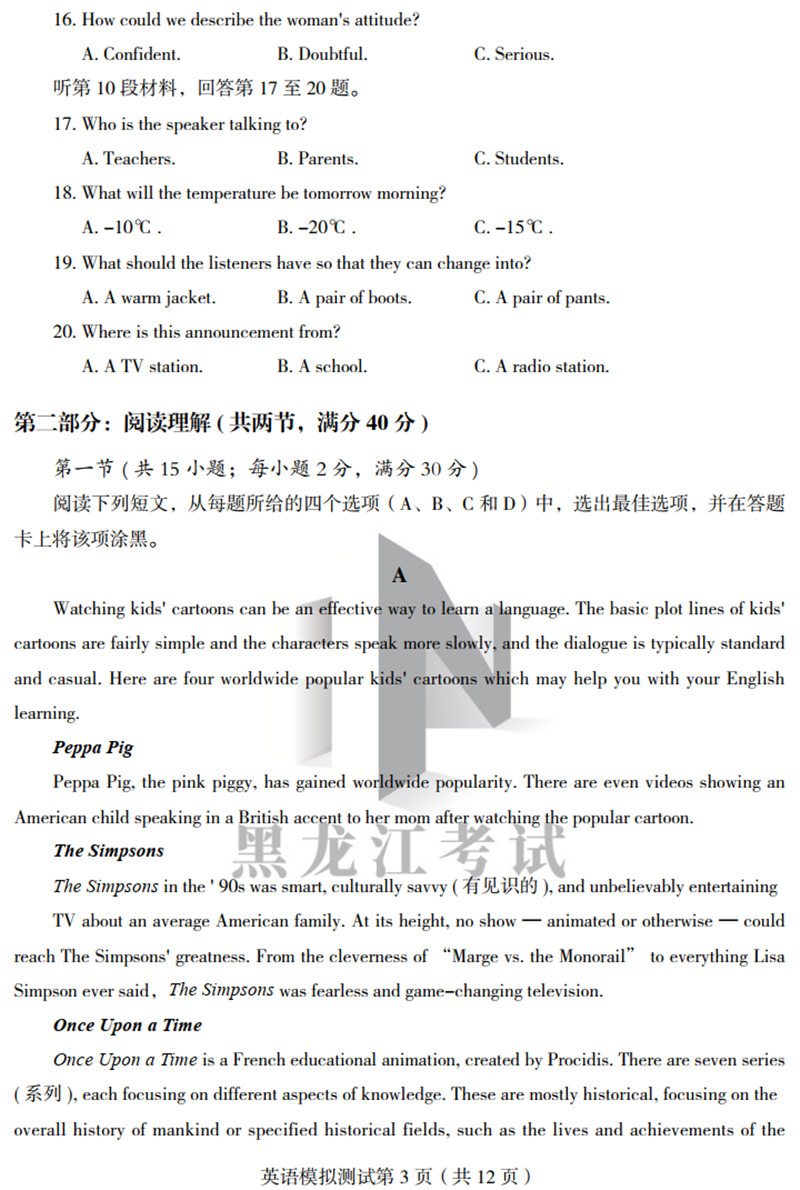 16. How could we describe the woman's attitude?
A. Confident. B. Doubtful. C. Serious.
听第 10 段材料，回答第 17 至 20 题。
17. Who is the speaker talking to?
A. Teachers. B. Parents. C. Students.
18. What will the temperature be tomorrow morning?
A. -10℃ . B. -20℃ . C. -15℃ .
19. What should the listeners have so that they can change into?
A. A warm jacket. B. A pair of boots. C. A pair of pants.
20. Where is this announcement from?
A. A TV station. B. A school. C. A radio station.
第二部分：阅读理解 ( 共两节，满分 40 分 )
第一节 ( 共 15 小题；每小题 2 分，满分 30 分 )
阅读下列短文，从每题所给的四个选项（ A、B、C 和 D ）中，选出最佳选项，并在答题
卡上将该项涂黑。
A
Watching kids' cartoons can be an effective way to learn a language. The basic plot lines of kids'
cartoons are fairly simple and the characters speak more slowly, and the dialogue is typically standard
and casual. Here are four worldwide popular kids' cartoons which may help you with your English
learning.
Peppa Pig
Peppa Pig, the pink piggy, has gained worldwide popularity. There are even videos showing an
American child speaking in a British accent to her mom after watching the popular cartoon.
黑龙江考试
The Simpsons
The Simpsons in the ' 90s was smart, culturally savvy ( 有见识的 ), and unbelievably entertaining
TV about an average American family. At its height, no show — animated or otherwise — could
reach The Simpsons' greatness. From the cleverness of “Marge vs. the Monorail” to everything Lisa
Simpson ever said，The Simpsons was fearless and game-changing television.
Once Upon a Time
Once Upon a Time is a French educational animation, created by Procidis. There are seven series
( 系列 ), each focusing on different aspects of knowledge. These are mostly historical, focusing on the
overall history of mankind or specified historical fields, such as the lives and achievements of the
英语模拟测试第 3 页（ 共 12 页 ）